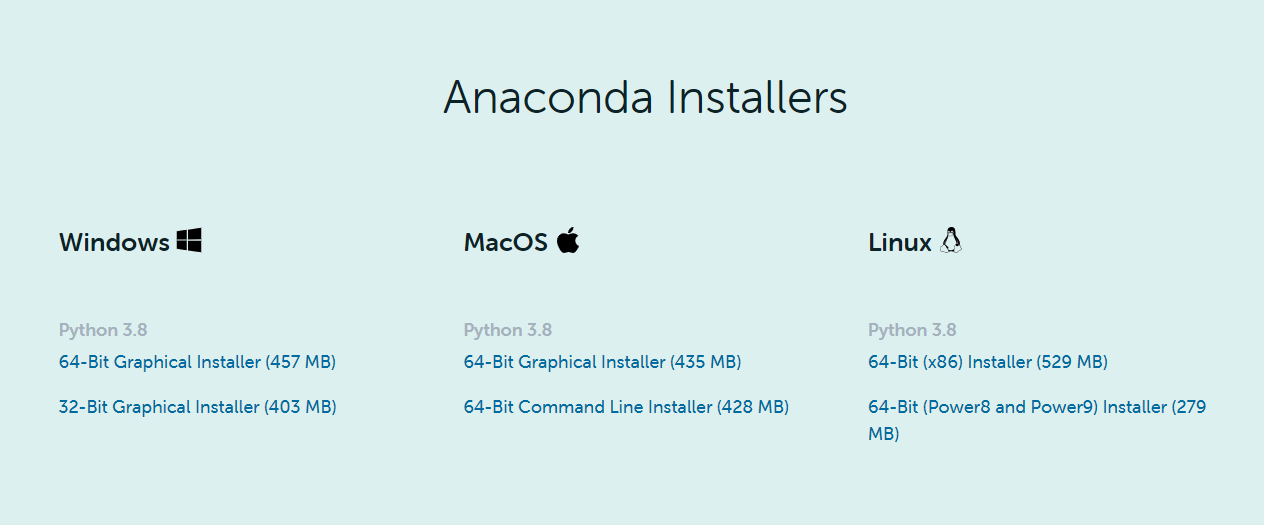 Anaconda Installers
Windows
Python 3.8
64-Bit Graphical Installer (457 MB)
32-Bit Graphical Installer (403 MB)
MacOS
Python 3.8
64-Bit Graphical Installer (435 MB)
64-Bit Command Line Installer (428 MB)
Linux
Python 3.8
64-Bit (x86) Installer (529 MB)
64-Bit (Power8 and Power9) Installer (279
MB)